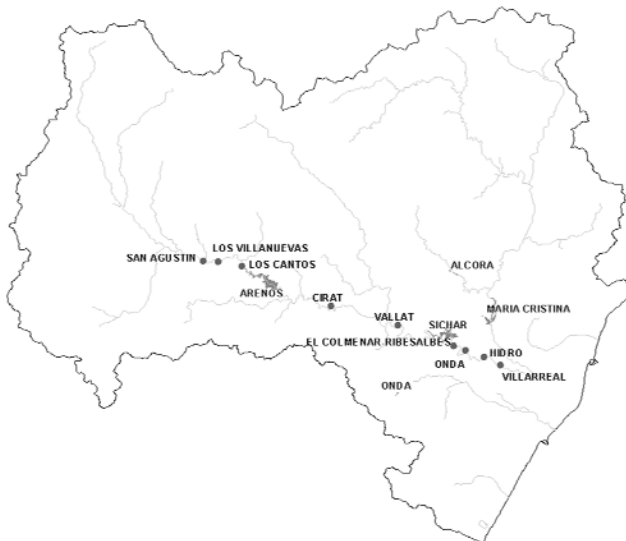 LOS VILLANUEVAS
SAN AGUSTIN
LOS CANTOS
ALCORA
ARENOS
CIRAT
MARIA CRISTINA
VALLAT
SICHAR
EL COLMENAR RIBESALBES
HIDRO
ONDA
VILLARREAL
ONDA